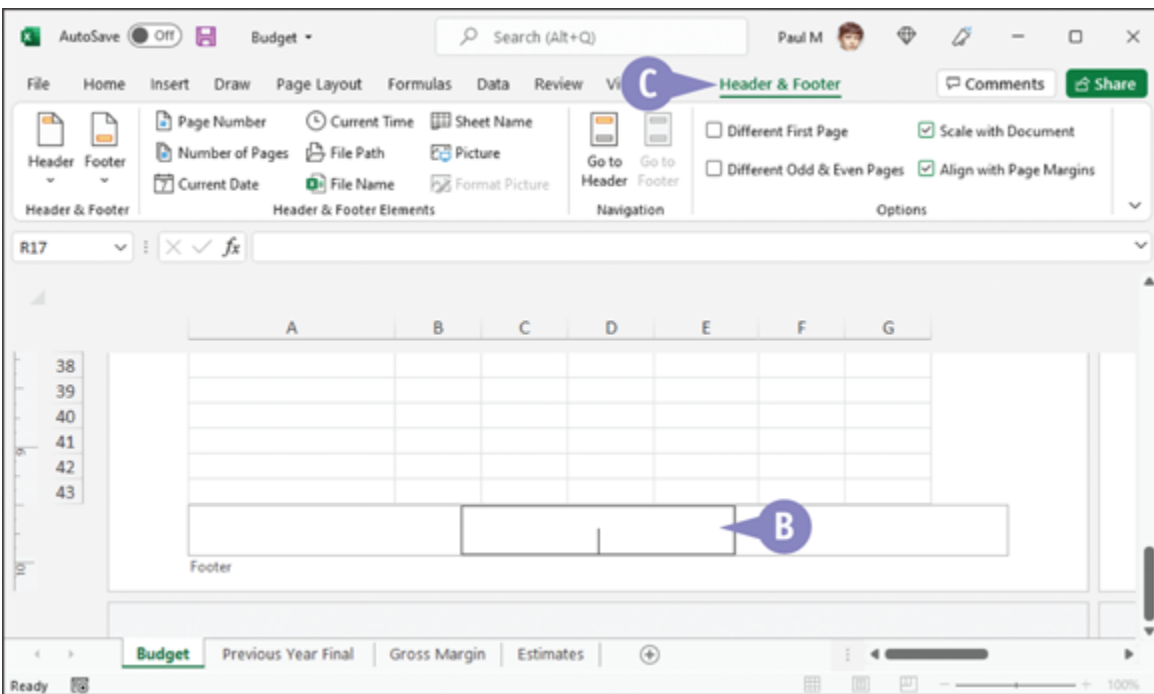 AutoSave Off Budget Search (Alt+Q) Paul M
File Home Insert Draw Page Layout Formulas Data Review Vi C Header & Footer Comments Share
Page Number Current Time Sheet Name Different First Page Scale with Document
Header Footer Number of Pages File Path Picture Go to Header Go to Footer Different Odd & Even Pages Align with Page Margins
7 Current Date File Name Format Picture
Header & Footer Header & Footer Elements Navigation Options
R17 fx
A B C D E F G
38
39
40
41
9
42
43
B
Footer
10
Budget Previous Year Final Gross Margin Estimates
Ready 100%